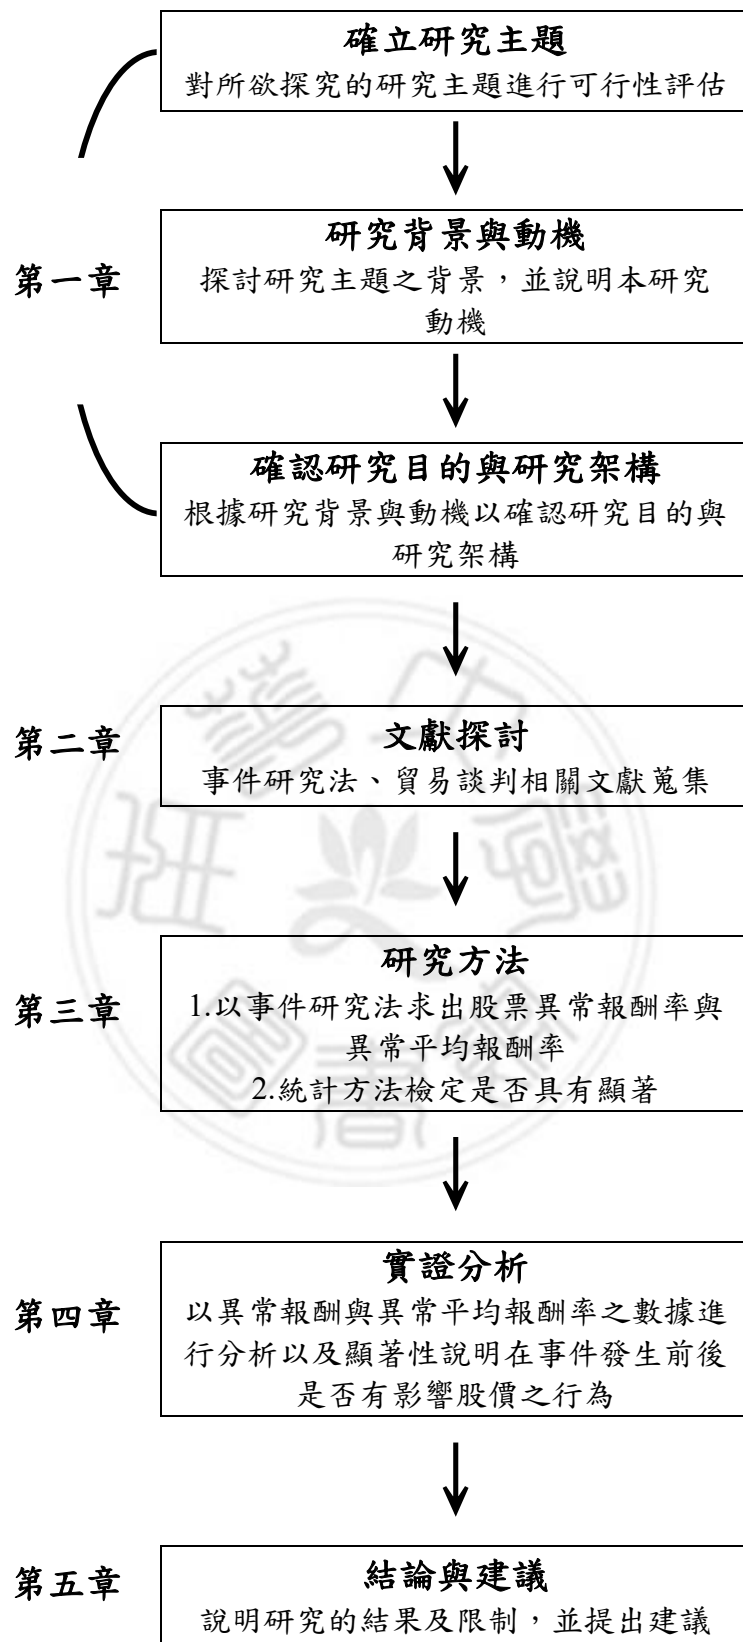 確立研究主題
對所欲探究的研究主題進行可行性評估
第一章
研究背景與動機
探討研究主題之背景，並說明本研究
動機
確認研究目的與研究架構
根據研究背景與動機以確認研究目的與
研究架構
第二章
文獻探討
事件研究法、貿易談判相關文獻蒐集
第三章
研究方法
1.以事件研究法求出股票異常報酬率與
異常平均報酬率
2.統計方法檢定是否具有顯著
第四章
實證分析
以異常報酬與異常平均報酬率之數據進
行分析以及顯著性說明在事件發生前後
是否有影響股價之行為
第五章
結論與建議
說明研究的結果及限制，並提出建議